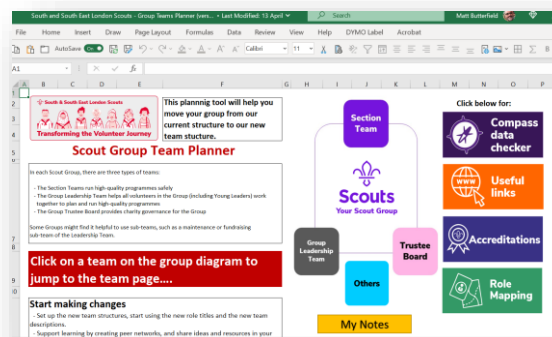 South and South East London Scouts - Group Teams Planner (vers... • Last Modified: 13 April
Search
Matt Butterfield
File Home Insert Draw Page Layout Formulas Data Review View Help DYMO Label Acrobat
AutoSave On Calibri 11
A1 fx
A B C D E F G H I J K L M N O P
South & South East London Scouts
Transforming the Volunteer Journey
This plannnig tool will help you
move your group from our
current structure to our new
team stucture.
Scout Group Team Planner
In each Scout Group, there are three types of teams:
- The Section Teams run high-quality programmes safely
- The Group Leadership Team helps all volunteers in the Group (including Young Leaders) work
together to plan and run high-quality programmes
- The Group Trustee Board provides charity governance for the Group
Some Groups might find it helpful to use sub-teams, such as a maintenance or fundraising
sub-team of the Leadership Team.
Click on a team on the group diagram to
jump to the team page....
Start making changes
- Set up the new team structures, start using the new role titles and the new team
descriptions.
- Support learning by creating peer networks, and share ideas and resources in your
Section
Team
Scouts
Your Scout Group
Group
Leadership
Team
Trustee
Board
Others
My Notes
Click below for:
Compass
data
checker
WWW
Useful
links
Accreditations
Role
Mapping